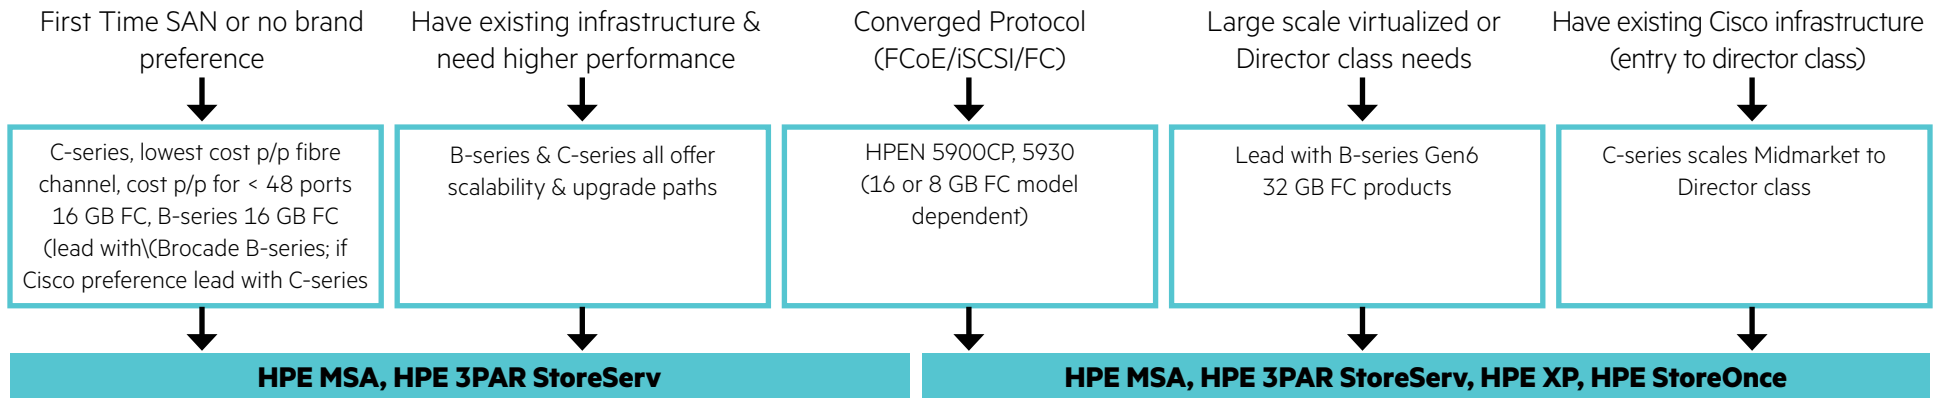 First Time SAN or no brand
preference
Have existing infrastructure &
need higher performance
Converged Protocol
(FCoE/iSCSI/FC)
Large scale virtualized or
Director class needs
Have existing Cisco infrastructure
(entry to director class)
C-series, lowest cost p/p fibre
channel, cost p/p for < 48 ports
16 GB FC, B-series 16 GB FC
(lead with\(Brocade B-series; if
Cisco preference lead with C-series
B-series & C-series all offer
scalability & upgrade paths
HPEN 5900CP, 5930
(16 or 8 GB FC model
dependent)
Lead with B-series Gen6
32 GB FC products
C-series scales Midmarket to
Director class
HPE MSA, HPE 3PAR StoreServ
HPE MSA, HPE 3PAR StoreServ, HPE XP, HPE StoreOnce